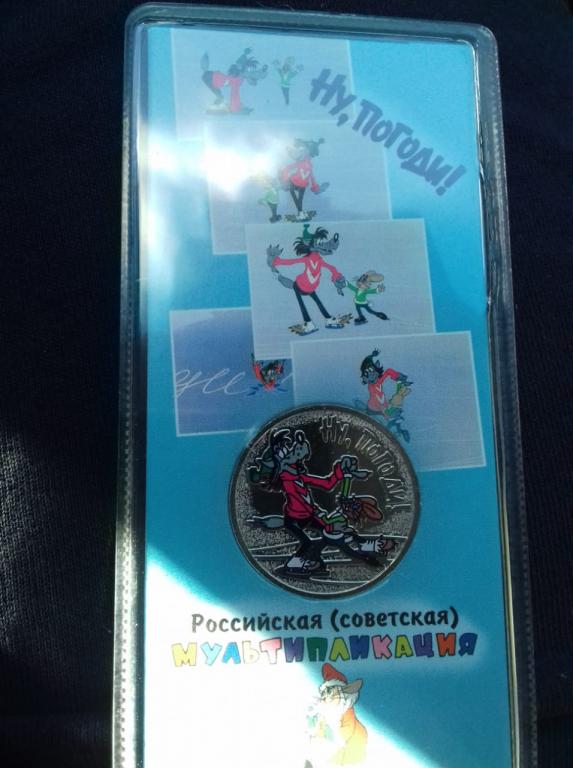 Ну, погоди!
НУ, ПОГОДИ!
Российская (советская)
МУЛЬТИПЛИКАЦИЯ